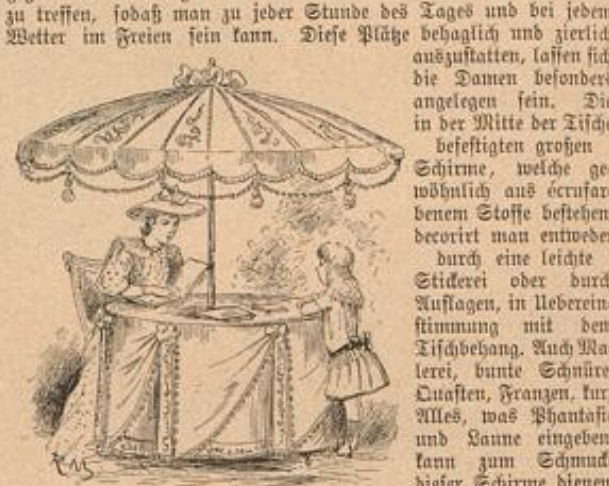 zu treffen, sodaß man zu jeder Stunde des Tages und bei jedem
Wetter im Freien sein kann. Diese Plätze behaglich und zierlich
auszustatten, lassen sich
die Damen besonders
angelegen sein. Die
in der Mitte der Tische
befestigten großen
Schirme, welche ge-
wöhnlich aus écrufar-
benem Stoffe bestehen,
decorirt man entweder
durch eine leichte
Stickerei oder durch
Auflagen, in Ueberein-
stimmung mit dem
Tischbehang. Auch Ma-
lerei, bunte Schnüre,
Quasten, Franzen, kurz
Alles, was Phantasie
und Laune eingeben,
kann zum Schmucke
dieser Schirme dienen